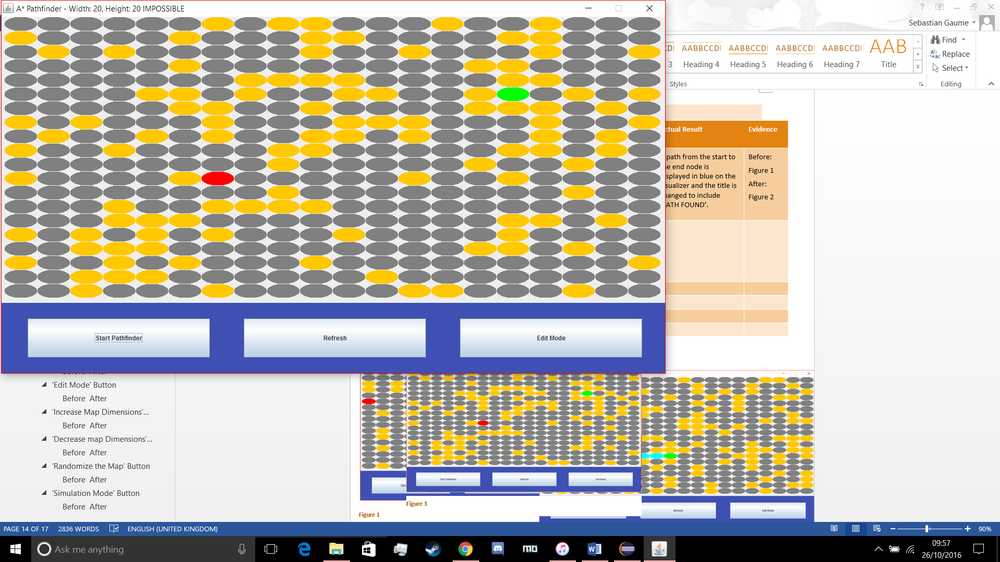 A* Pathfinder - Width: 20, Height: 20 IMPOSSIBLE
Sebastian Gaume
AABBCCDI AABBCCDI AABBCCDI AABBCCDI AAB
3 Heading 4 Heading 5 Heading 6 Heading 7 Title
Styles
Find
Replace
Select
Editing
ctual Result Evidence
path from the start to
e end node is
splayed in blue on the
sualizer and the title is
hanged to include
ATH FOUND’.
Before:
Figure 1
After:
Figure 2
Start Pathfinder Refresh Edit Mode
‘Edit Mode’ Button
Before After
‘Increase Map Dimensions’...
Before After
‘Decrease map Dimensions’...
Before After
‘Randomize the Map’ Button
Before After
‘Simulation Mode’ Button
Before After
Start Pathfinder Refresh Edit Mode
Refresh Edit Mode
Figure 3
Figure 1
PAGE 14 OF 17 2836 WORDS ENGLISH (UNITED KINGDOM) 90%
Ask me anything
09:57
26/10/2016